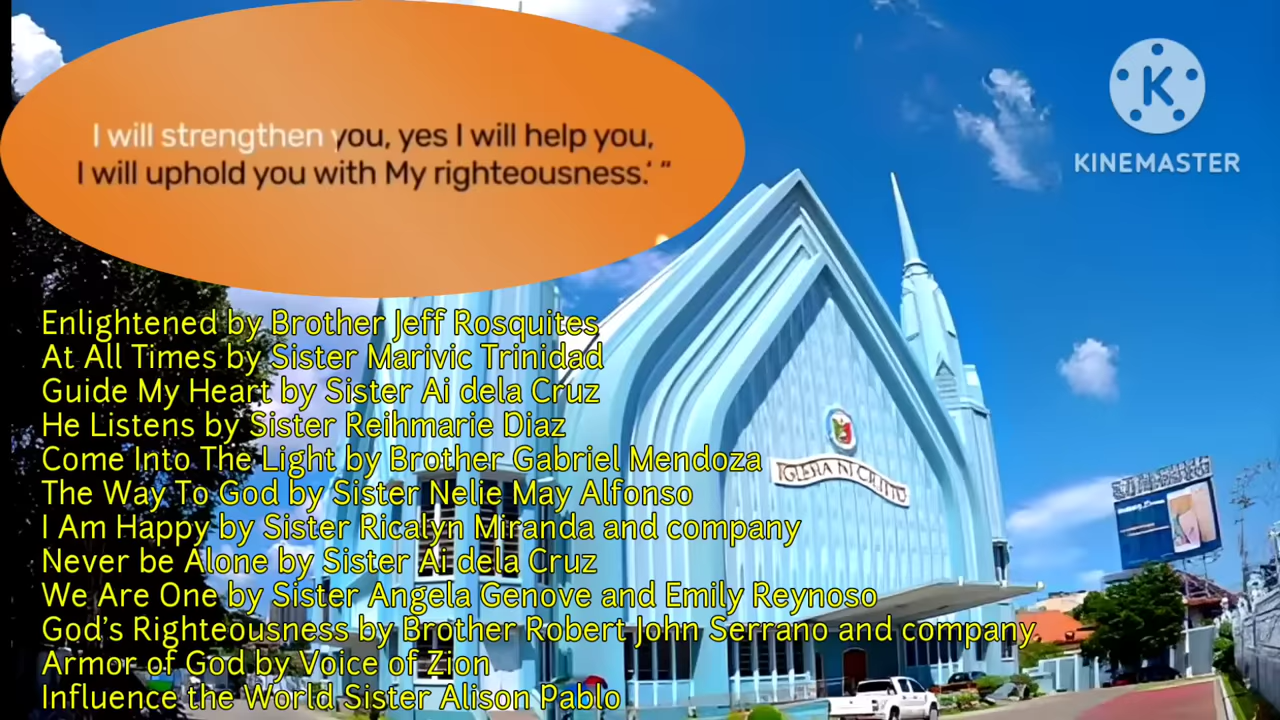 I will strengthen you, yes I will help you,
I will uphold you with My righteousness.‘ “
KINEMASTER
Enlightened by Brother Jeff Rosquites
At All Times by Sister Marivic Trinidad
Guide My Heart by Sister Ai dela Cruz
He Listens by Sister Reihmarie Diaz
Come Into The Light by Brother Gabriel Mendoza
IGLESIA NI CRISTO
The Way To God by Sister Nelie May Alfonso
I Am Happy by Sister Ricalyn Miranda and company
Never be Alone by Sister Ai dela Cruz
We Are One by Sister Angela Genove and Emily Reynoso
God's Righteousness by Brother Robert John Serrano and company
Armor of God by Voice of Zion
Influence the World Sister Alison Pablo